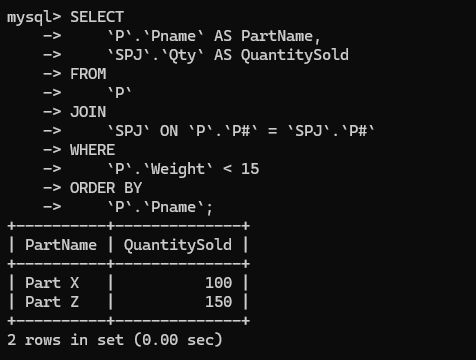 mysql> SELECT
    ->     `P`.`Pname` AS PartName,
    ->     `SPJ`.`Qty` AS QuantitySold
    -> FROM
    ->     `P`
    -> JOIN
    ->     `SPJ` ON `P`.`P#` = `SPJ`.`P#`
    -> WHERE
    ->     `P`.`Weight` < 15
    -> ORDER BY
    ->     `P`.`Pname`;
+----------+--------------+
| PartName | QuantitySold |
+----------+--------------+
| Part X   |          100 |
| Part Z   |          150 |
+----------+--------------+
2 rows in set (0.00 sec)